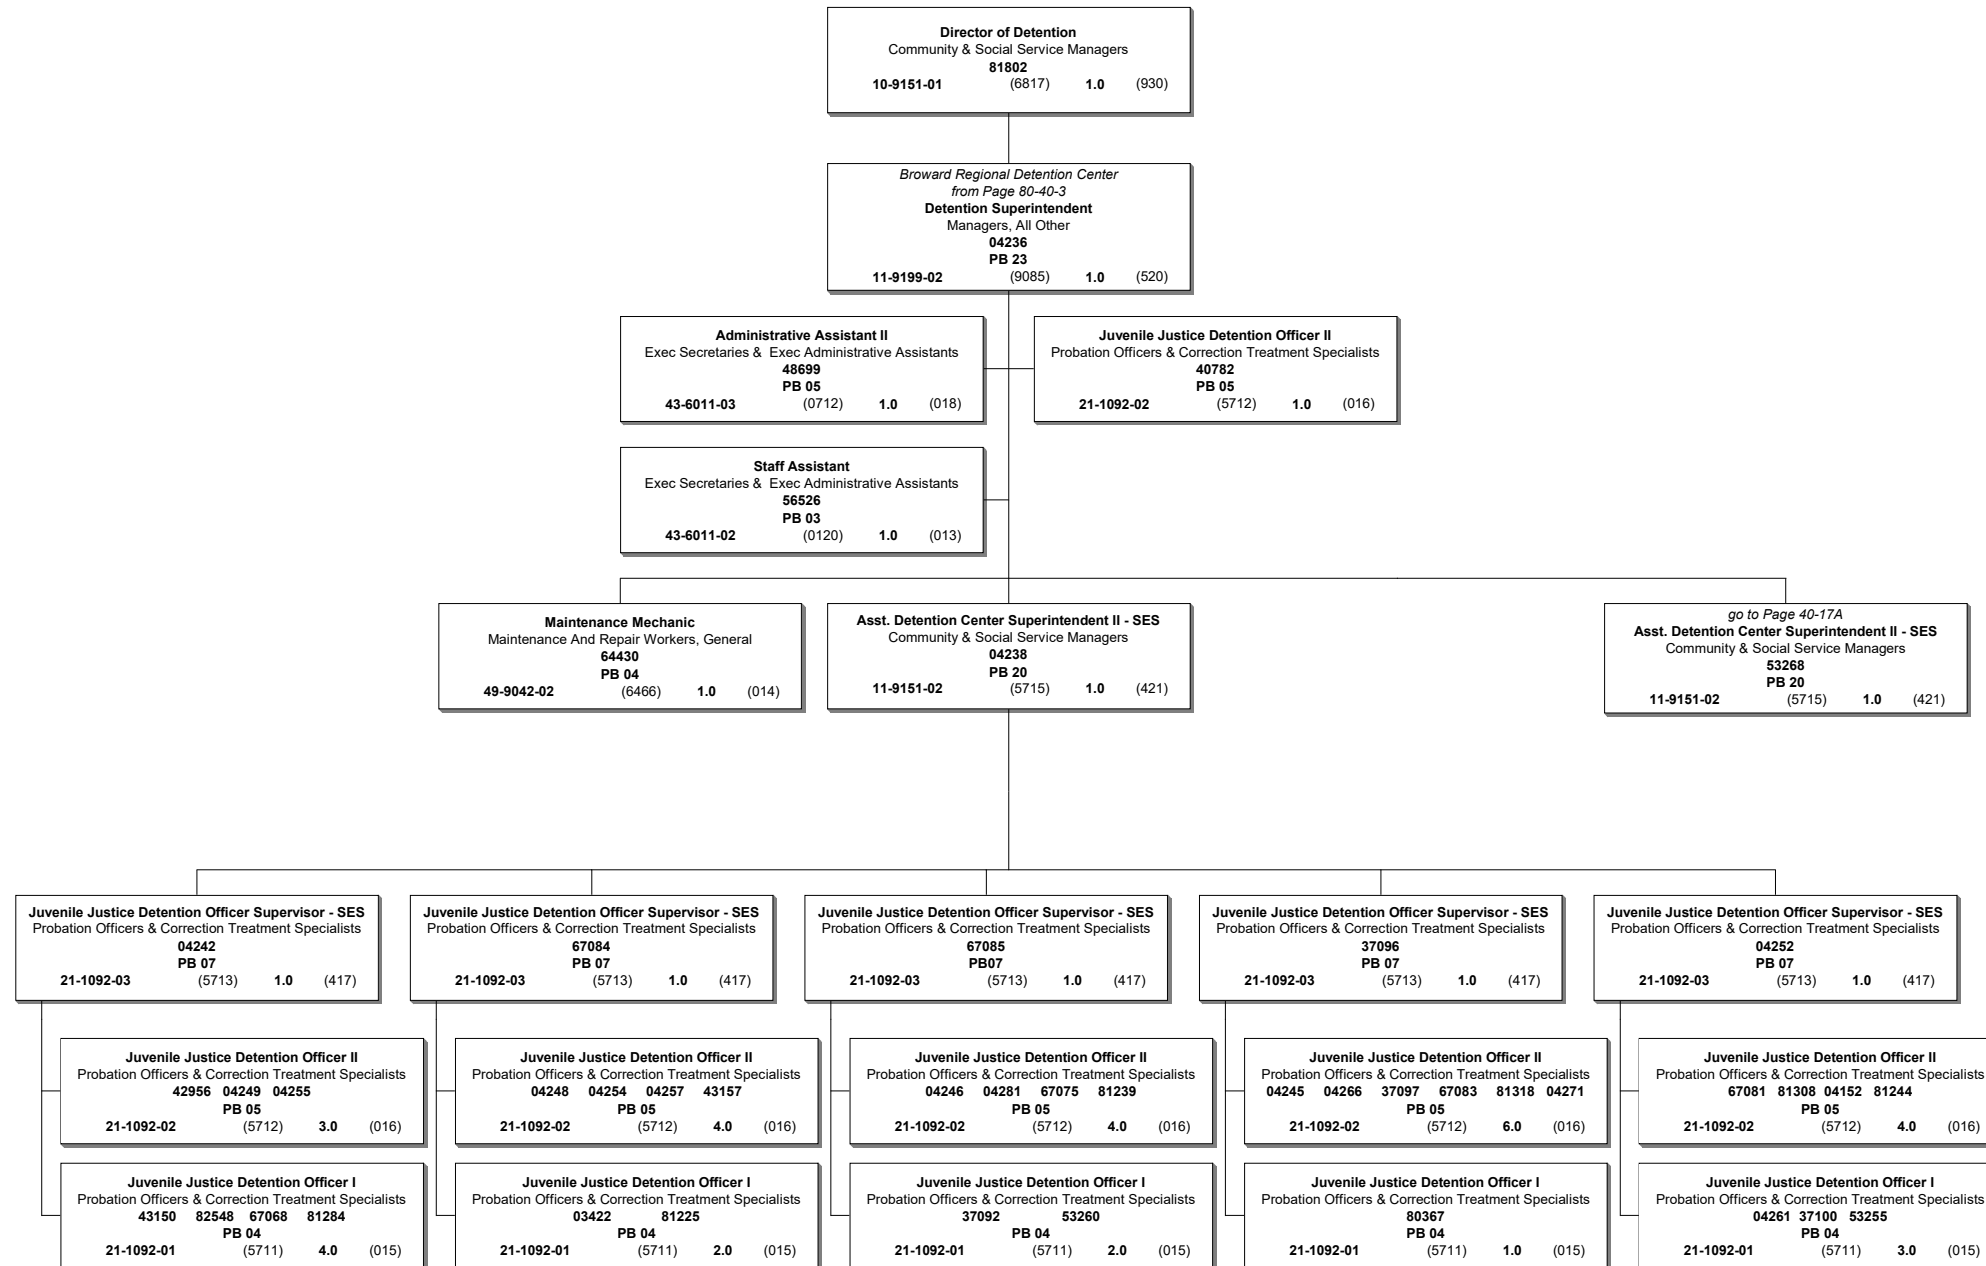 Director of Detention
Community & Social Service Managers
81802
10-9151-01 (6817) 1.0 (930)
Broward Regional Detention Center
from Page 80-40-3
Detention Superintendent
Managers, All Other
04236
PB 23
11-9199-02 (9085) 1.0 (520)
Administrative Assistant II
Exec Secretaries & Exec Administrative Assistants
48699
PB 05
43-6011-03 (0712) 1.0 (018)
Juvenile Justice Detention Officer II
Probation Officers & Correction Treatment Specialists
40782
PB 05
21-1092-02 (5712) 1.0 (016)
Staff Assistant
Exec Secretaries & Exec Administrative Assistants
56526
PB 03
43-6011-02 (0120) 1.0 (013)
Maintenance Mechanic
Maintenance And Repair Workers, General
64430
PB 04
49-9042-02 (6466) 1.0 (014)
Asst. Detention Center Superintendent II - SES
Community & Social Service Managers
04238
PB 20
11-9151-02 (5715) 1.0 (421)
go to Page 40-17A
Asst. Detention Center Superintendent II - SES
Community & Social Service Managers
53268
PB 20
11-9151-02 (5715) 1.0 (421)
Juvenile Justice Detention Officer Supervisor - SES
Probation Officers & Correction Treatment Specialists
04242
PB 07
21-1092-03 (5713) 1.0 (417)
Juvenile Justice Detention Officer Supervisor - SES
Probation Officers & Correction Treatment Specialists
67084
PB 07
21-1092-03 (5713) 1.0 (417)
Juvenile Justice Detention Officer Supervisor - SES
Probation Officers & Correction Treatment Specialists
67085
PB07
21-1092-03 (5713) 1.0 (417)
Juvenile Justice Detention Officer Supervisor - SES
Probation Officers & Correction Treatment Specialists
37096
PB 07
21-1092-03 (5713) 1.0 (417)
Juvenile Justice Detention Officer Supervisor - SES
Probation Officers & Correction Treatment Specialists
04252
PB 07
21-1092-03 (5713) 1.0 (417)
Juvenile Justice Detention Officer II
Probation Officers & Correction Treatment Specialists
42956 04249 04255
PB 05
21-1092-02 (5712) 3.0 (016)
Juvenile Justice Detention Officer II
Probation Officers & Correction Treatment Specialists
04248 04254 04257 43157
PB 05
21-1092-02 (5712) 4.0 (016)
Juvenile Justice Detention Officer II
Probation Officers & Correction Treatment Specialists
04246 04281 67075 81239
PB 05
21-1092-02 (5712) 4.0 (016)
Juvenile Justice Detention Officer II
Probation Officers & Correction Treatment Specialists
04245 04266 37097 67083 81318 04271
PB 05
21-1092-02 (5712) 6.0 (016)
Juvenile Justice Detention Officer II
Probation Officers & Correction Treatment Specialists
67081 81308 04152 81244
PB 05
21-1092-02 (5712) 4.0 (016)
Juvenile Justice Detention Officer I
Probation Officers & Correction Treatment Specialists
43150 82548 67068 81284
PB 04
21-1092-01 (5711) 4.0 (015)
Juvenile Justice Detention Officer I
Probation Officers & Correction Treatment Specialists
03422 81225
PB 04
21-1092-01 (5711) 2.0 (015)
Juvenile Justice Detention Officer I
Probation Officers & Correction Treatment Specialists
37092 53260
PB 04
21-1092-01 (5711) 2.0 (015)
Juvenile Justice Detention Officer I
Probation Officers & Correction Treatment Specialists
80367
PB 04
21-1092-01 (5711) 1.0 (015)
Juvenile Justice Detention Officer I
Probation Officers & Correction Treatment Specialists
04261 37100 53255
PB 04
21-1092-01 (5711) 3.0 (015)